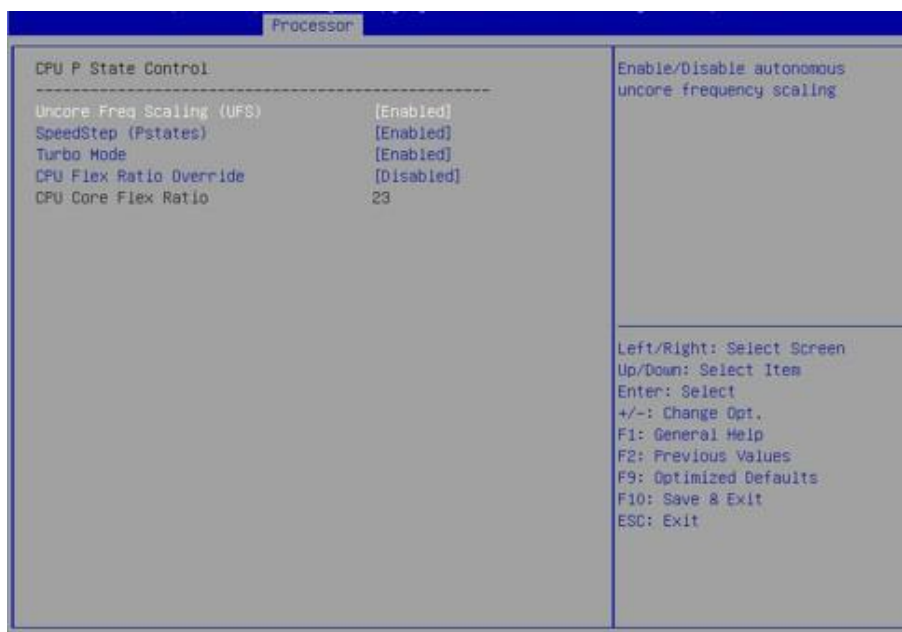 Processor
CPU P State Control
--------------------------------------------------
Uncore Freq Scaling (UFS) [Enabled]
SpeedStep (Pstates) [Enabled]
Turbo Mode [Enabled]
CPU Flex Ratio Override [Disabled]
CPU Core Flex Ratio 23
Enable/Disable autonomous
uncore frequency scaling
Left/Right: Select Screen
Up/Down: Select Item
Enter: Select
+/-: Change Opt.
F1: General Help
F2: Previous Values
F9: Optimized Defaults
F10: Save & Exit
ESC: Exit